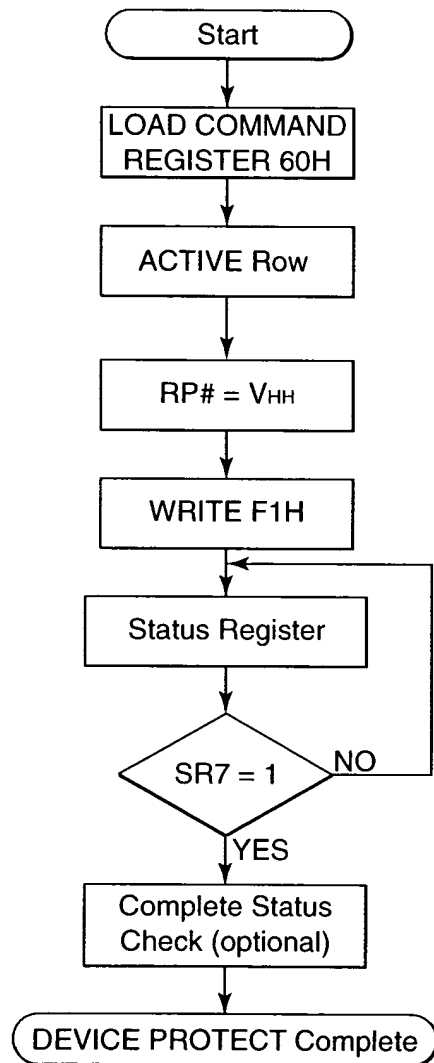 Start
LOAD COMMAND
REGISTER 60H
ACTIVE Row
RP# = VHH
WRITE F1H
Status Register
SR7 = 1
NO
YES
Complete Status
Check (optional)
DEVICE PROTECT Complete